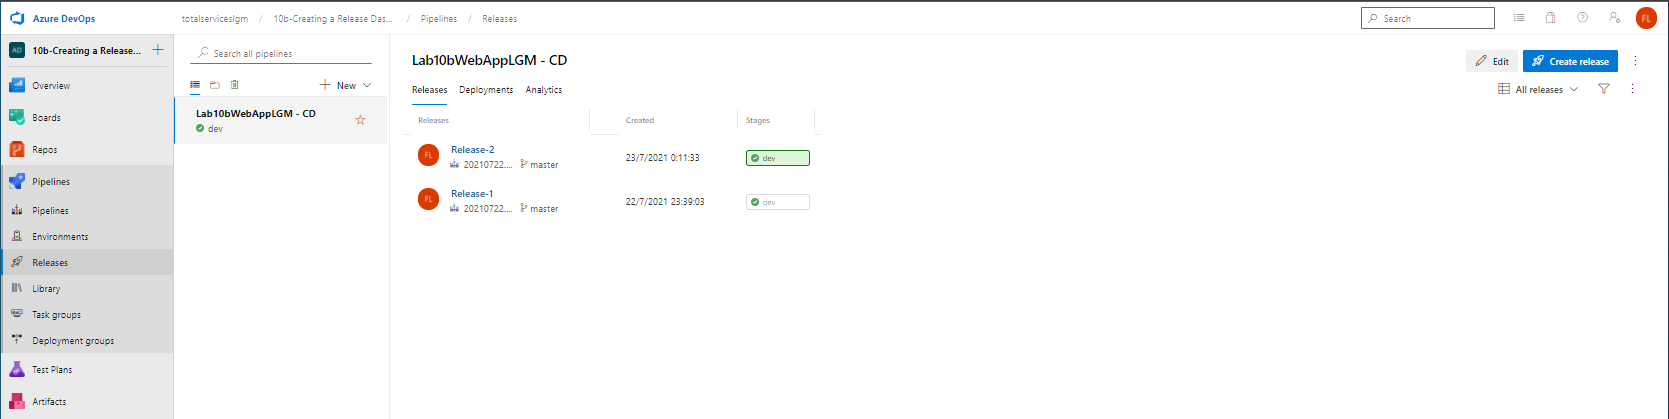 Azure DevOps
totalserviceslgm / 10b-Creating a Release Das... / Pipelines / Releases
Search
FL
AD 10b-Creating a Release...
Overview
Boards
Repos
Pipelines
Pipelines
Environments
Releases
Library
Task groups
Deployment groups
Test Plans
Artifacts
Search all pipelines
New
Lab10bWebAppLGM - CD
dev
Lab10bWebAppLGM - CD
Edit
Create release
Releases Deployments Analytics
All releases
Releases Created Stages
FL Release-2 23/7/2021 0:11:33 dev
20210722.... master
FL Release-1 22/7/2021 23:39:03 dev
20210722.... master